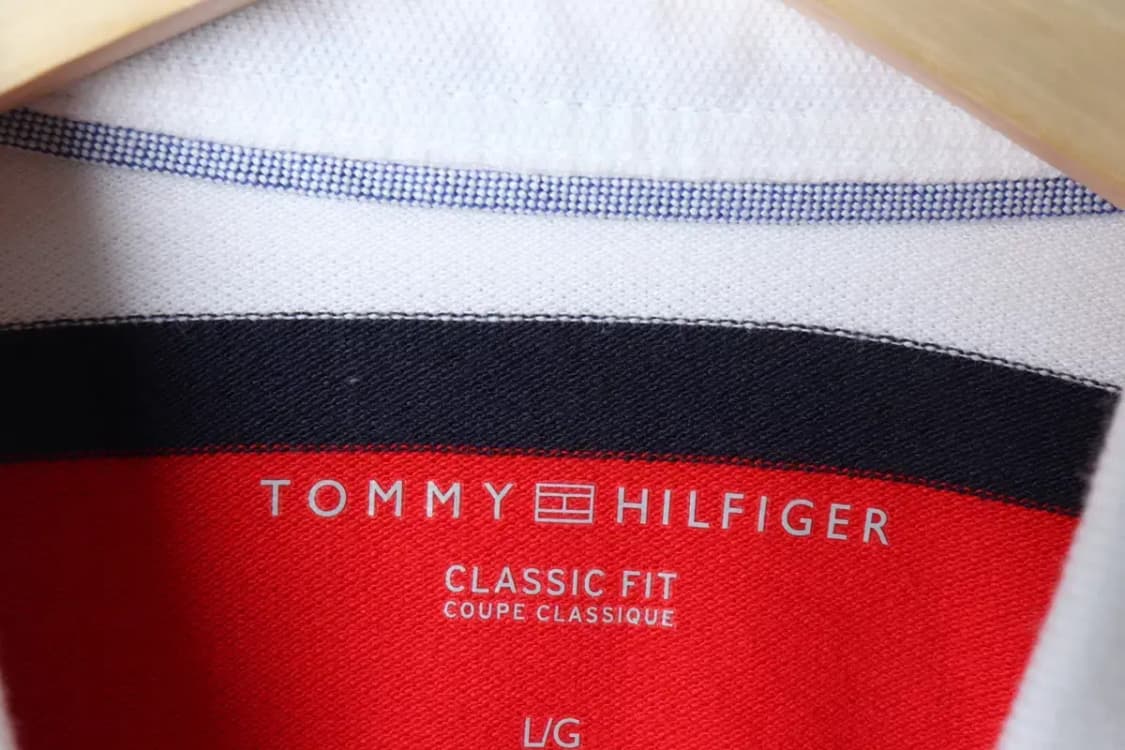 TOMMY HILFIGER
CLASSIC FIT
COUPE CLASSIQUE
L/G